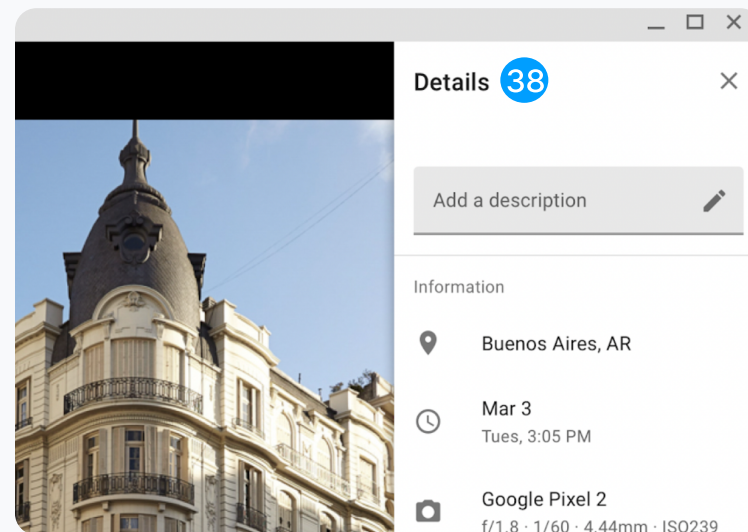 Details 38
Add a description
Information
Buenos Aires, AR
Mar 3
Tues, 3:05 PM
Google Pixel 2
f/1.8 · 1/60 · 4.44mm · ISO239